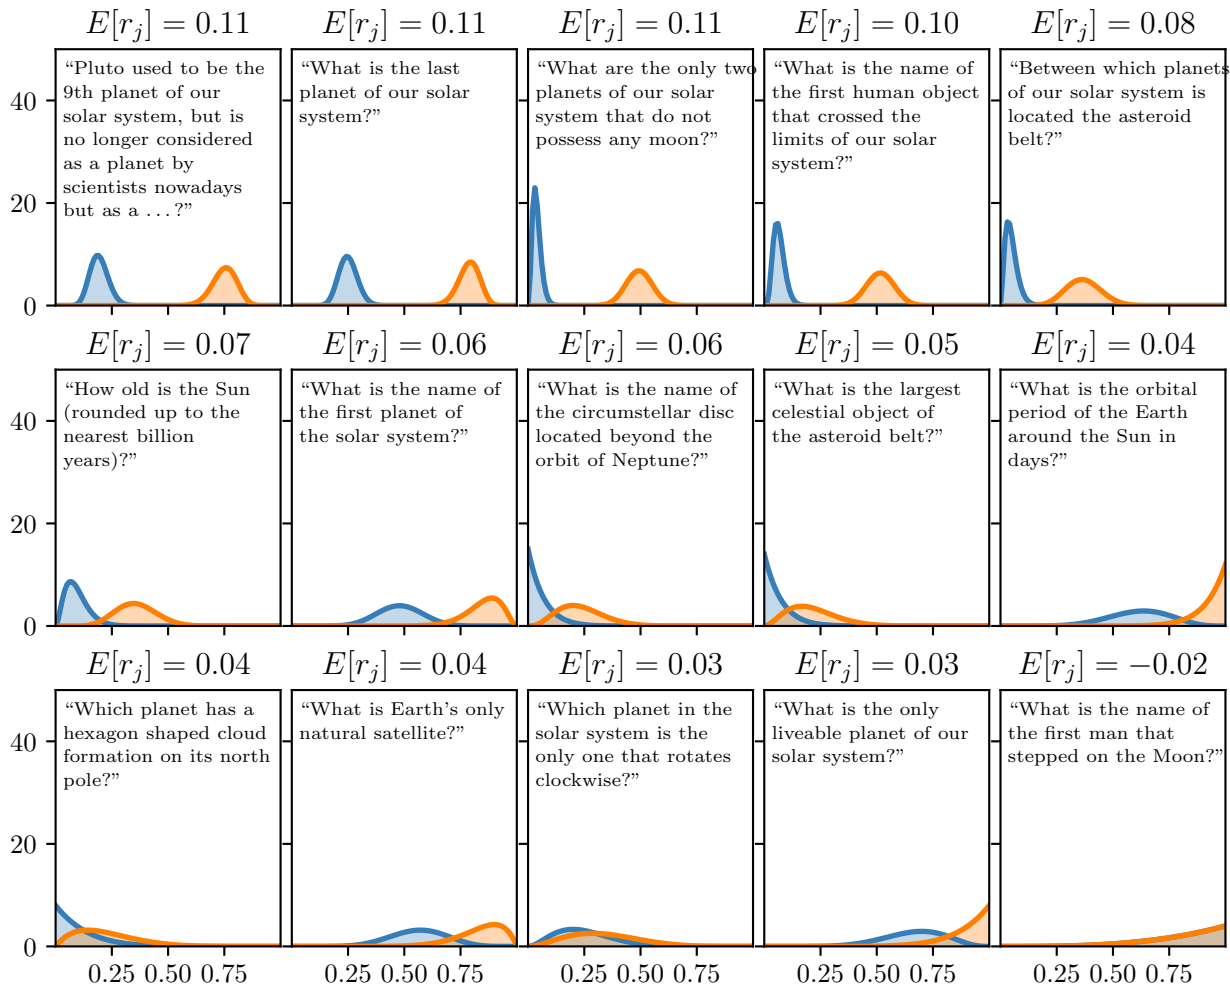 E[r_j] = 0.11
E[r_j] = 0.11
E[r_j] = 0.11
E[r_j] = 0.10
E[r_j] = 0.08
“Pluto used to be the
9th planet of our
solar system, but is
no longer considered
as a planet by
scientists nowadays
but as a ...?”
“What is the last
planet of our solar
system?”
“What are the only two
planets of our solar
system that do not
possess any moon?”
“What is the name of
the first human object
that crossed the
limits of our solar
system?”
“Between which planets
of our solar system is
located the asteroid
belt?”
40
20
0
E[r_j] = 0.07
E[r_j] = 0.06
E[r_j] = 0.06
E[r_j] = 0.05
E[r_j] = 0.04
“How old is the Sun
(rounded up to the
nearest billion
years)?”
“What is the name of
the first planet of
the solar system?”
“What is the name of
the circumstellar disc
located beyond the
orbit of Neptune?”
“What is the largest
celestial object of
the asteroid belt?”
“What is the orbital
period of the Earth
around the Sun in
days?”
40
20
0
E[r_j] = 0.04
E[r_j] = 0.04
E[r_j] = 0.03
E[r_j] = 0.03
E[r_j] = −0.02
“Which planet has a
hexagon shaped cloud
formation on its north
pole?”
“What is Earth’s only
natural satellite?”
“Which planet in the
solar system is the
only one that rotates
clockwise?”
“What is the only
liveable planet of our
solar system?”
“What is the name of
the first man that
stepped on the Moon?”
40
20
0
0.25 0.50 0.75
0.25 0.50 0.75
0.25 0.50 0.75
0.25 0.50 0.75
0.25 0.50 0.75